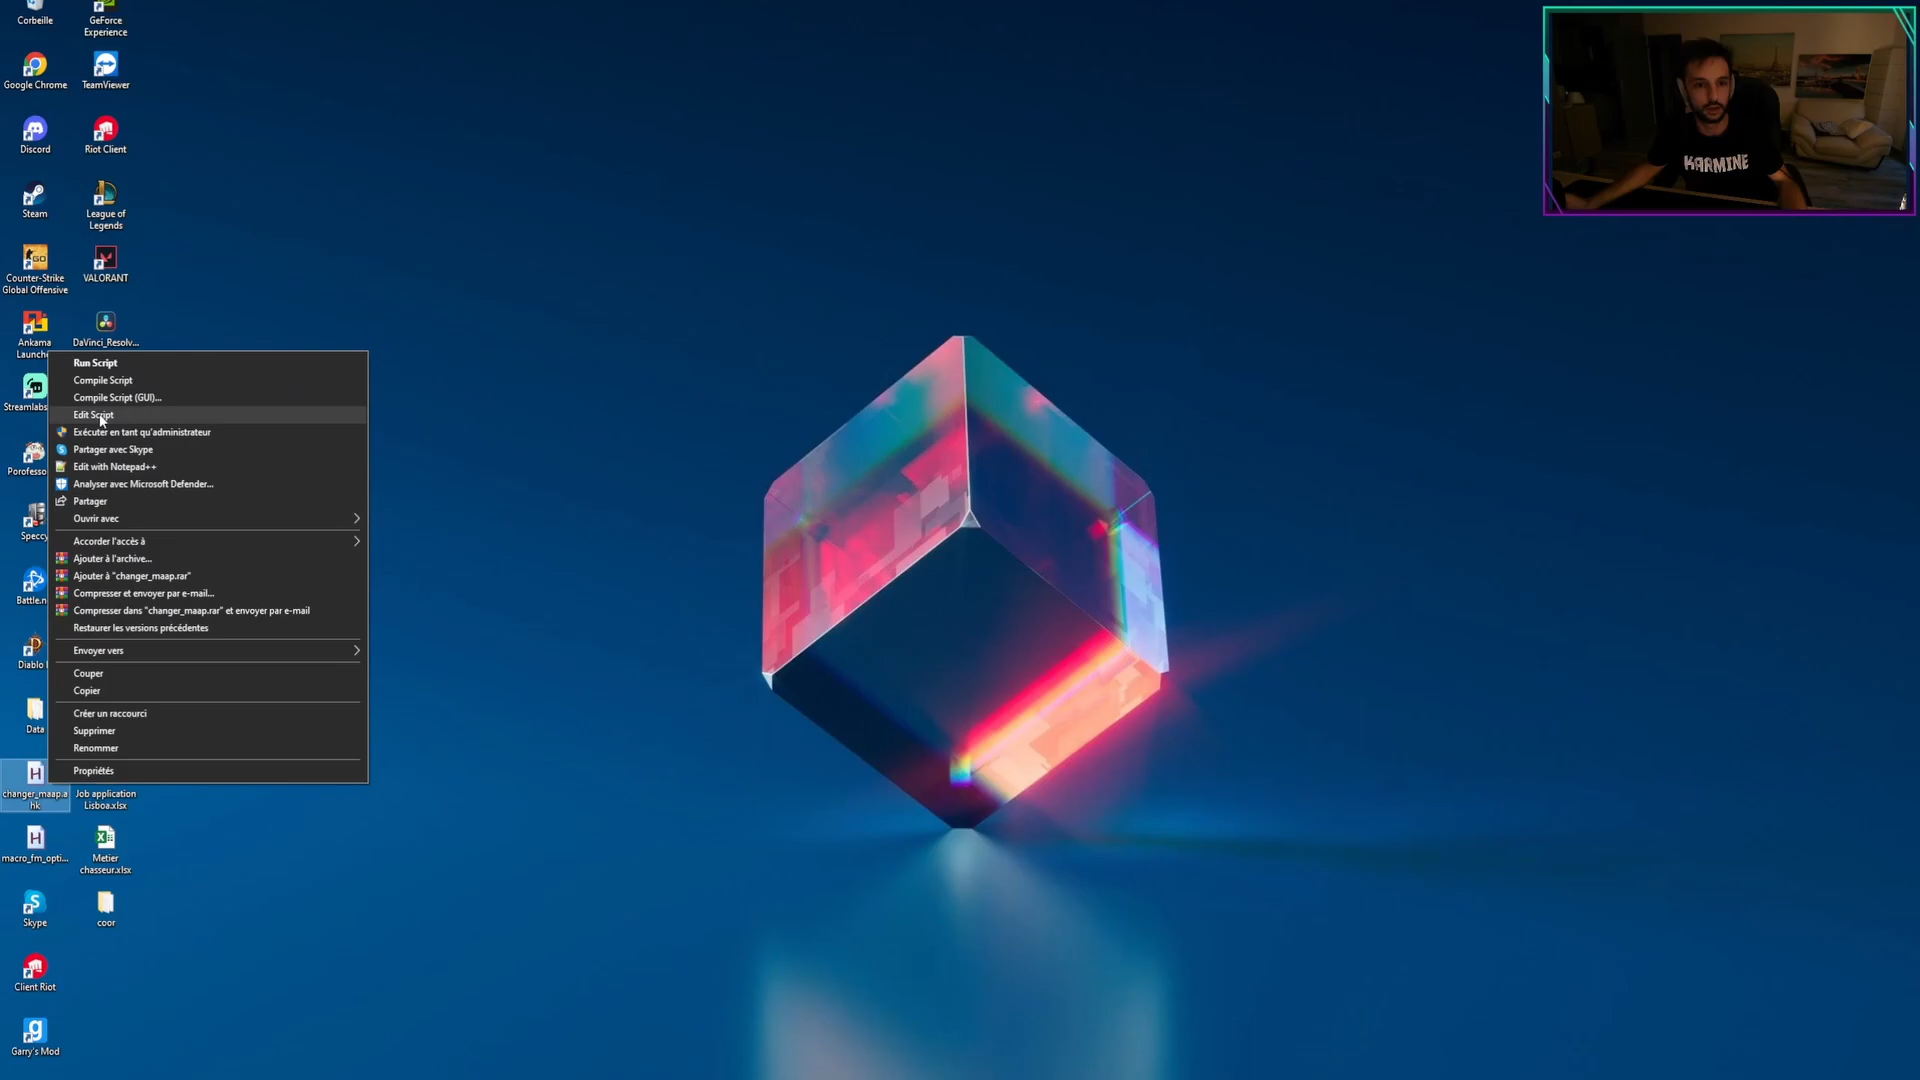 Corbeille
GeForce
Experience
Google Chrome
TeamViewer
Discord
Riot Client
Steam
League of
Legends
Counter-Strike
Global Offensive
VALORANT
Ankama
Launche
DaVinci_Resolv...
Streamlabs
Porofesso
Speccy
Battle.n
Diablo I
Data
changer_maap.a
hk
Job application
Lisboa.xlsx
macro_fm_opti...
Metier
chasseur.xlsx
Skype
coor
Client Riot
Garry's Mod
Run Script
Compile Script
Compile Script (GUI)...
Edit Script
Exécuter en tant qu'administrateur
Partager avec Skype
Edit with Notepad++
Analyser avec Microsoft Defender...
Partager
Ouvrir avec
Accorder l'accès à
Ajouter à l'archive...
Ajouter à "changer_maap.rar"
Compresser et envoyer par e-mail...
Compresser dans "changer_maap.rar" et envoyer par e-mail
Restaurer les versions précédentes
Envoyer vers
Couper
Copier
Créer un raccourci
Supprimer
Renommer
Propriétés
KARMINE